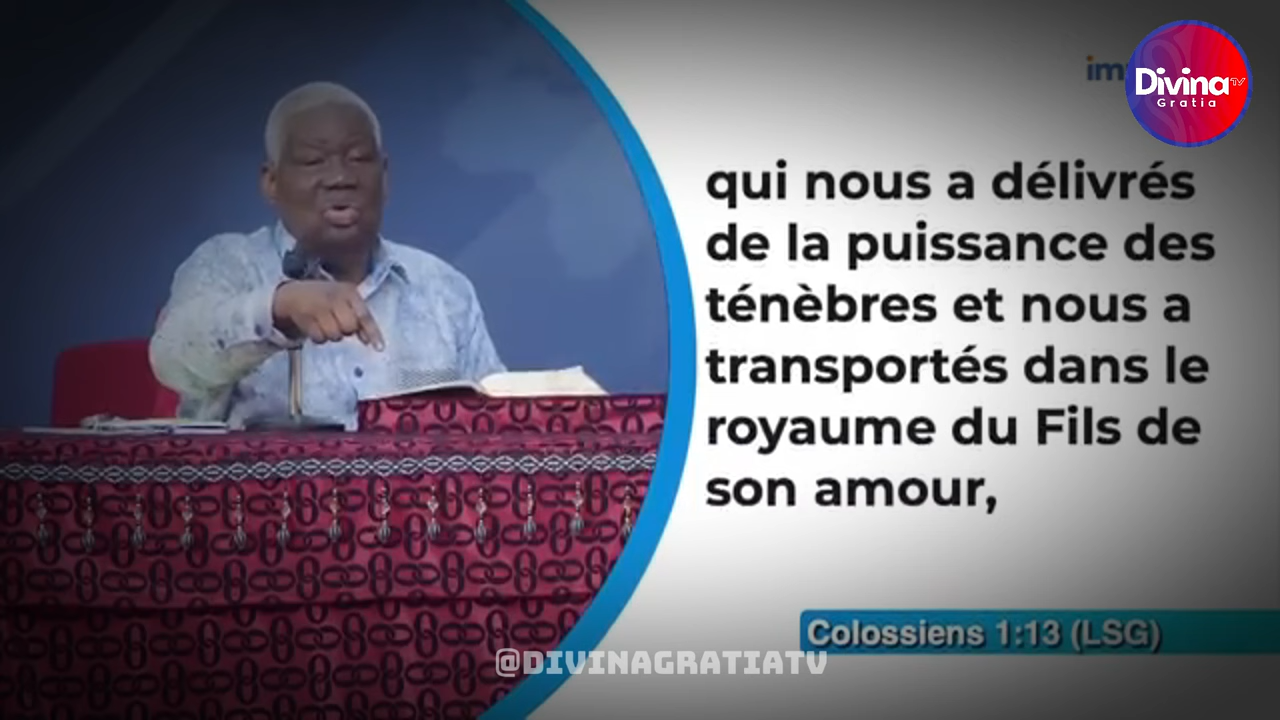 Divina TV
Gratia
qui nous a délivrés
de la puissance des
ténèbres et nous a
transportés dans le
royaume du Fils de
son amour,
Colossiens 1:13 (LSG)
@DIVINAGRATIATV